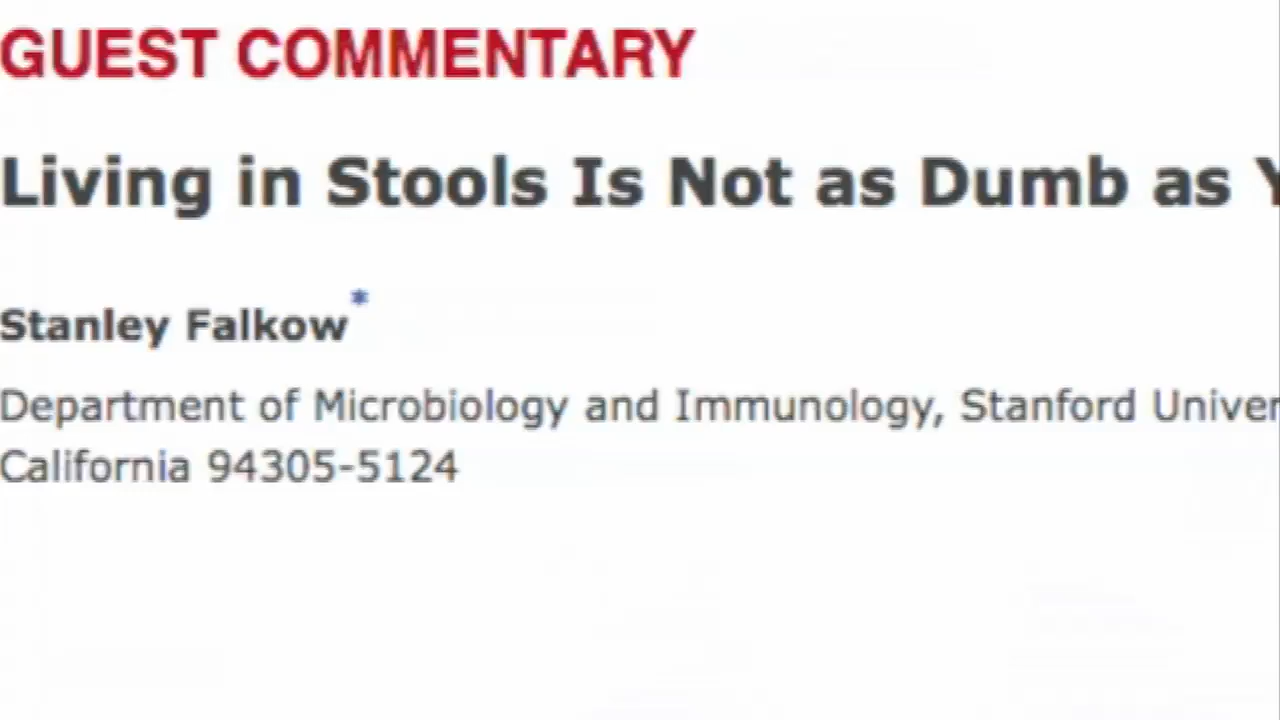 GUEST COMMENTARY
Living in Stools Is Not as Dumb as Y
Stanley Falkow*
Department of Microbiology and Immunology, Stanford Univer
California 94305-5124